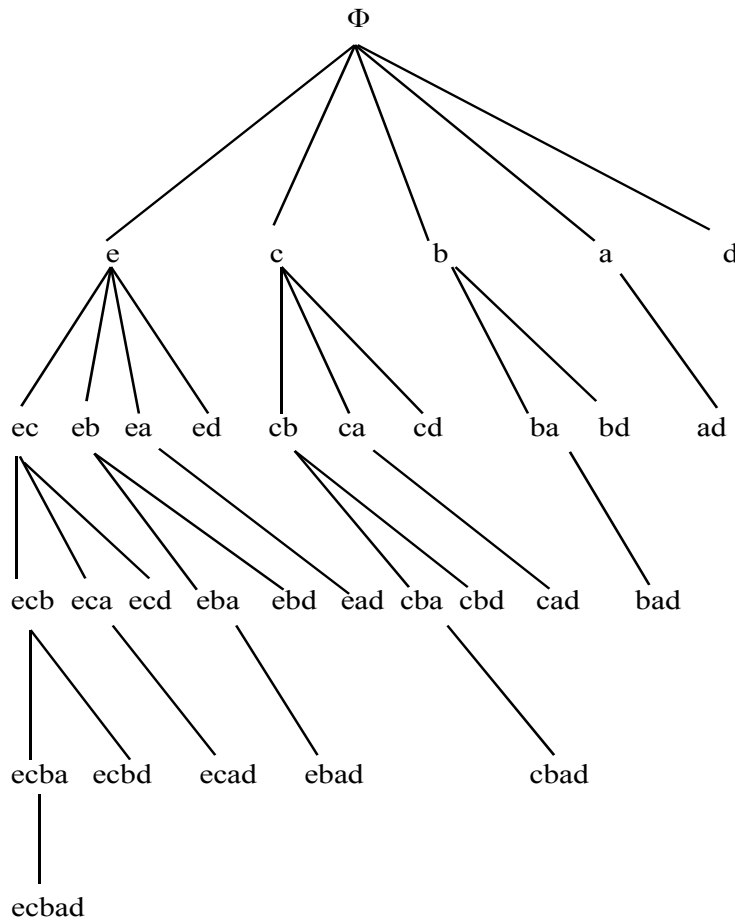 Φ
e c b a d
ec eb ea ed cb ca cd ba bd ad
ecb eca ecd eba ebd ead cba cbd cad bad
ecba ecbd ecad ebad cbad
ecbad